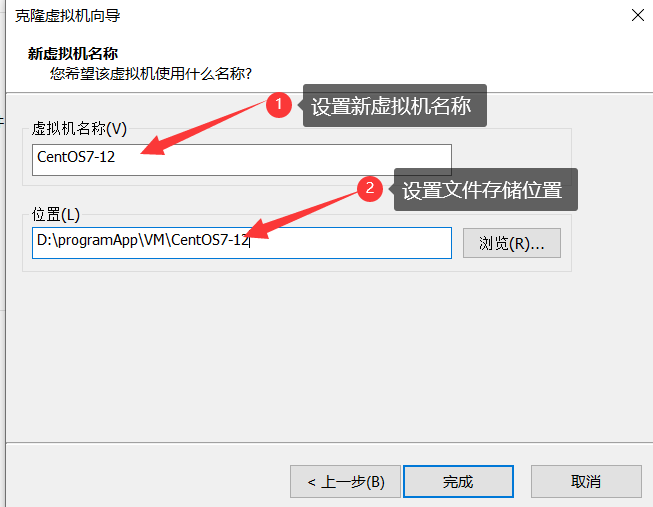 克隆虚拟机向导
新虚拟机名称
您希望该虚拟机使用什么名称?
1 设置新虚拟机名称
虚拟机名称(V)
CentOS7-12
2 设置文件存储位置
位置(L)
D:\programApp\VM\CentOS7-12
浏览(R)...
< 上一步(B) 完成 取消